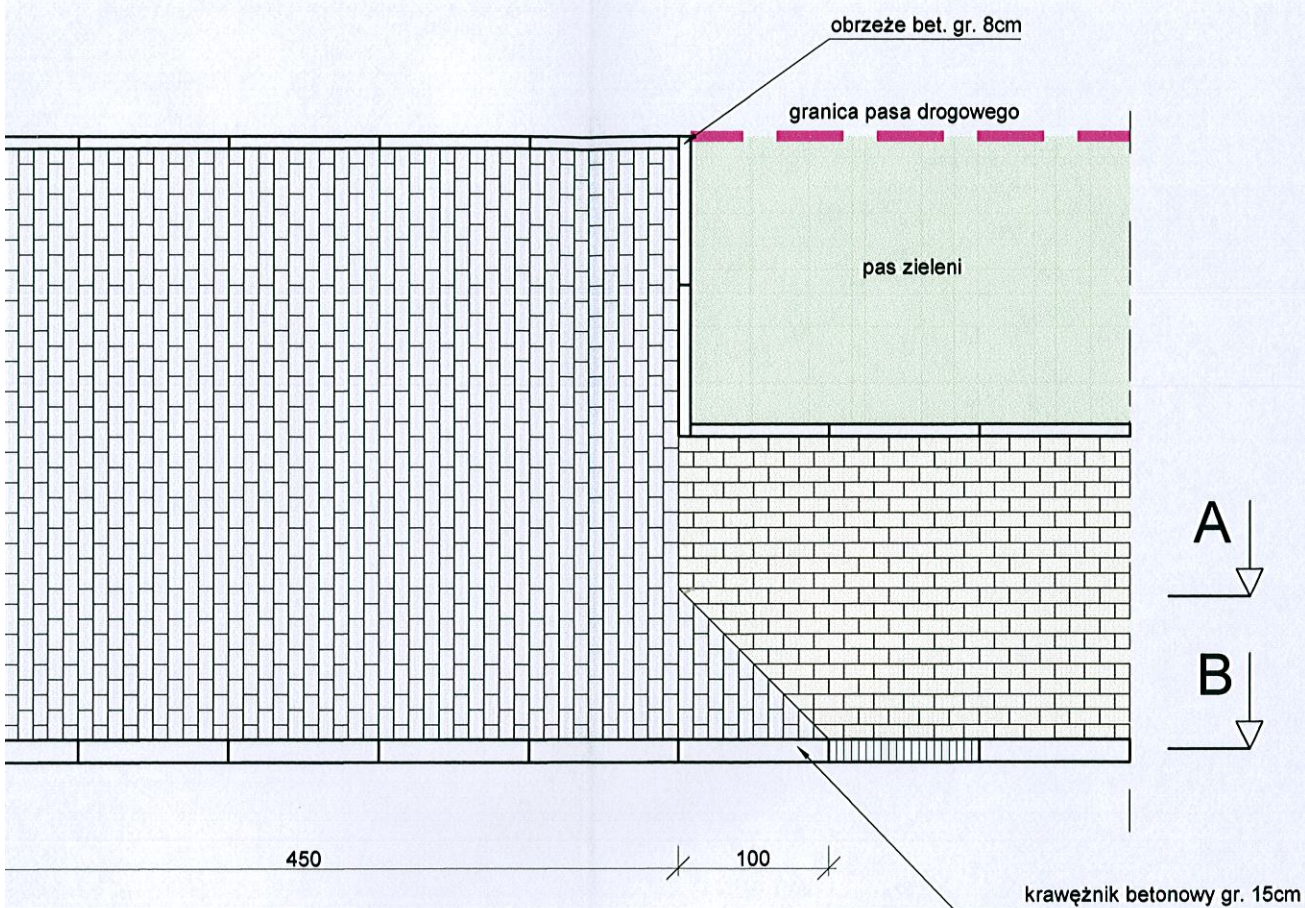 obrzeże bet. gr. 8cm
granica pasa drogowego
pas zieleni
A
B
450
100
krawężnik betonowy gr. 15cm